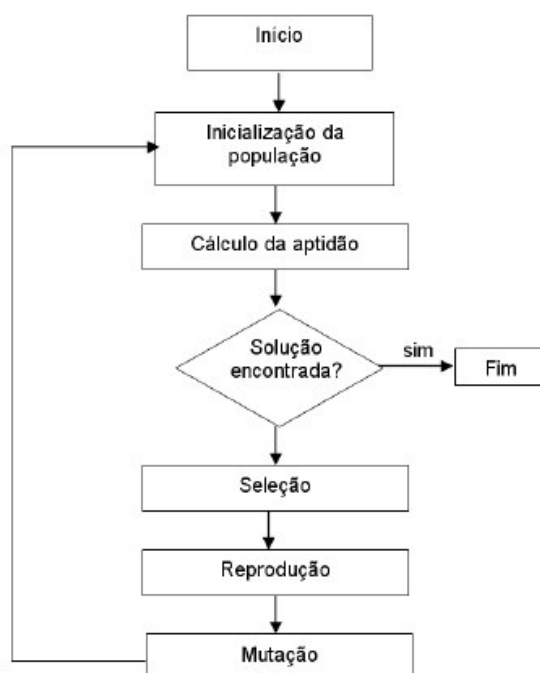 Início
Inicialização da
população
Cálculo da aptidão
Solução
encontrada?
sim
Fim
Seleção
Reprodução
Mutação